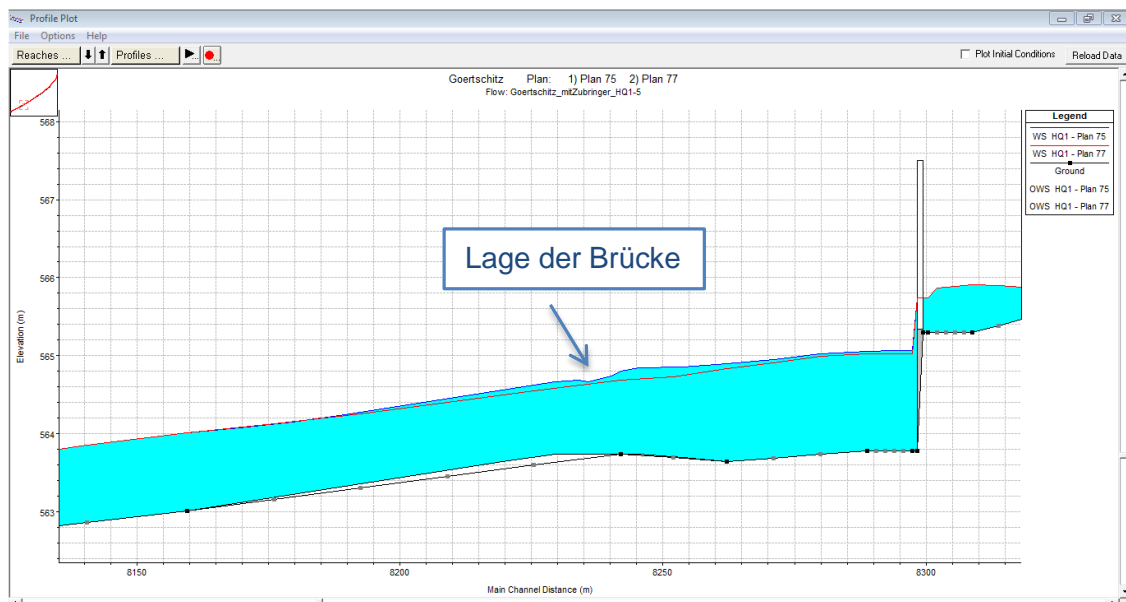 Profile Plot
File Options Help
Reaches ... Profiles ...
Plot Initial Conditions Reload Data
Goertschitz Plan: 1) Plan 75 2) Plan 77
Flow: Goertschitz_mitZubringer_HQ1-5
Legend
WS HQ1 - Plan 75
WS HQ1 - Plan 77
Ground
OWS HQ1 - Plan 75
OWS HQ1 - Plan 77
Lage der Brücke
Elevation (m)
568
567
566
565
564
563
8150 8200 8250 8300
Main Channel Distance (m)